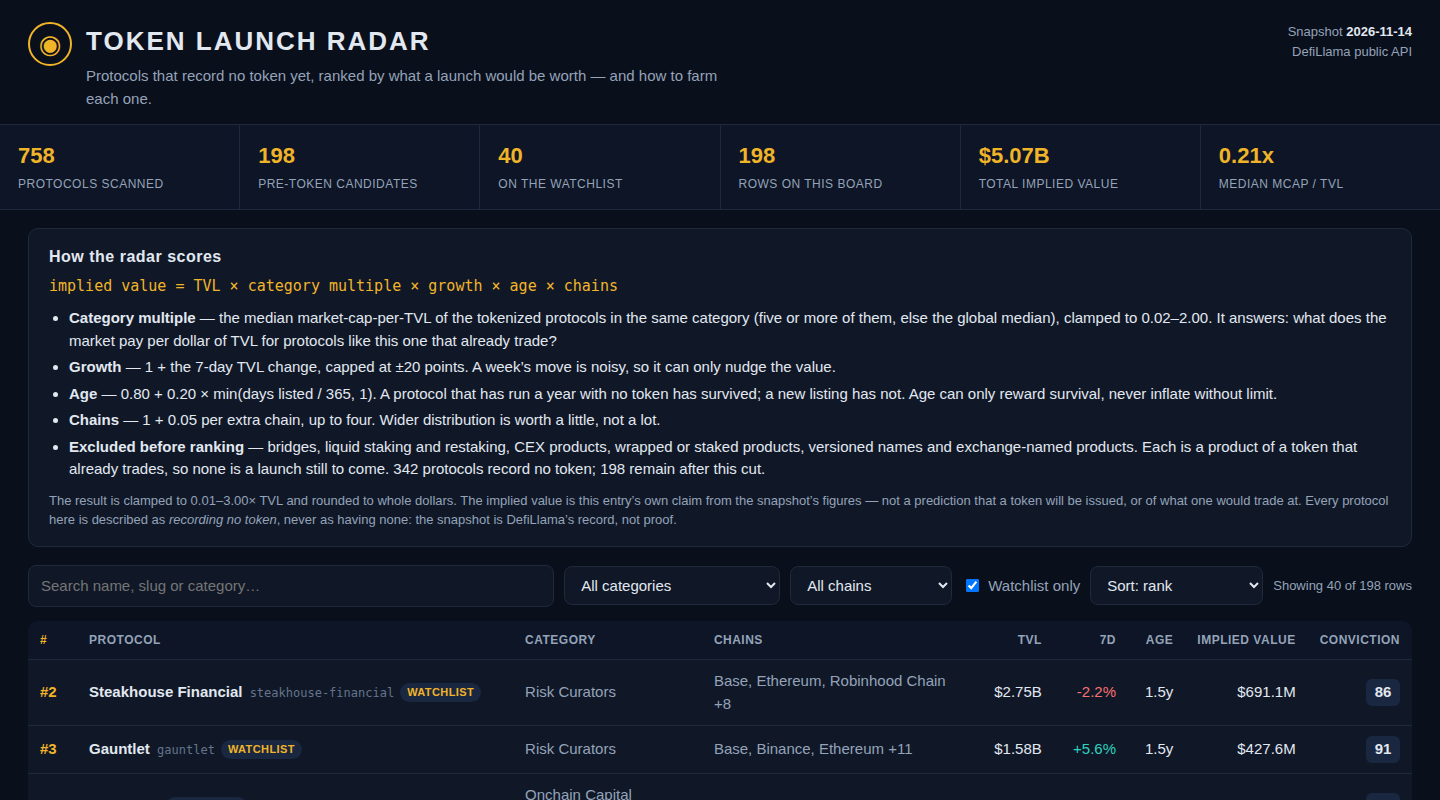 TOKEN LAUNCH RADAR
Protocols that record no token yet, ranked by what a launch would be worth — and how to farm
each one.
Snapshot 2026-11-14
DefiLlama public API
758
PROTOCOLS SCANNED
198
PRE-TOKEN CANDIDATES
40
ON THE WATCHLIST
198
ROWS ON THIS BOARD
$5.07B
TOTAL IMPLIED VALUE
0.21x
MEDIAN MCAP / TVL
How the radar scores
implied value = TVL × category multiple × growth × age × chains
• Category multiple — the median market-cap-per-TVL of the tokenized protocols in the same category (five or more of them, else the global median), clamped to 0.02–2.00. It answers: what does the
market pay per dollar of TVL for protocols like this one that already trade?
• Growth — 1 + the 7-day TVL change, capped at ±20 points. A week’s move is noisy, so it can only nudge the value.
• Age — 0.80 + 0.20 × min(days listed / 365, 1). A protocol that has run a year with no token has survived; a new listing has not. Age can only reward survival, never inflate without limit.
• Chains — 1 + 0.05 per extra chain, up to four. Wider distribution is worth a little, not a lot.
• Excluded before ranking — bridges, liquid staking and restaking, CEX products, wrapped or staked products, versioned names and exchange-named products. Each is a product of a token that
already trades, so none is a launch still to come. 342 protocols record no token; 198 remain after this cut.
The result is clamped to 0.01–3.00× TVL and rounded to whole dollars. The implied value is this entry’s own claim from the snapshot’s figures — not a prediction that a token will be issued, or of what one would trade at. Every protocol
here is described as recording no token, never as having none: the snapshot is DefiLlama’s record, not proof.
Search name, slug or category…
All categories
All chains
Watchlist only
Sort: rank
Showing 40 of 198 rows
# PROTOCOL CATEGORY CHAINS TVL 7D AGE IMPLIED VALUE CONVICTION
#2 Steakhouse Financial steakhouse-financial WATCHLIST Risk Curators Base, Ethereum, Robinhood Chain
+8 $2.75B -2.2% 1.5y $691.1M 86
#3 Gauntlet gauntlet WATCHLIST Risk Curators Base, Binance, Ethereum +11 $1.58B +5.6% 1.5y $427.6M 91
Onchain Capital